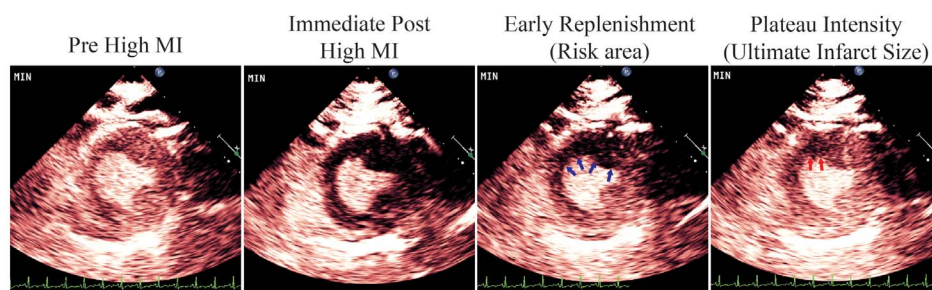 Pre High MI
Immediate Post
High MI
Early Replenishment
(Risk area)
Plateau Intensity
(Ultimate Infarct Size)
MIN
MIN
MIN
MIN